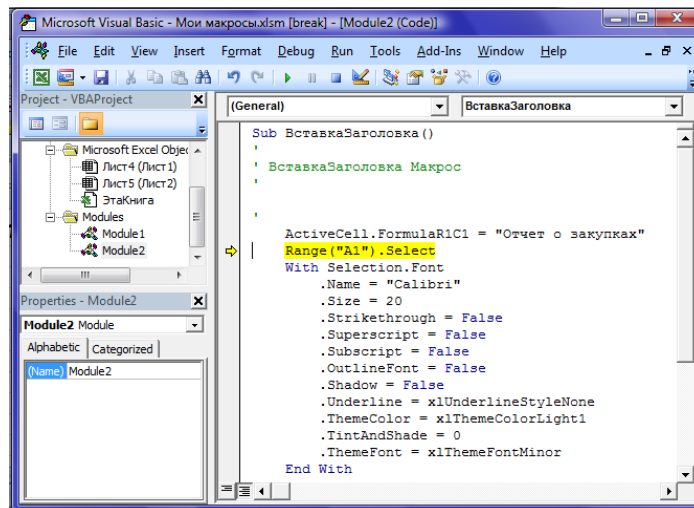 Microsoft Visual Basic - Мои макросы.xlsm [break] - [Module2 (Code)]
File Edit View Insert Format Debug Run Tools Add-Ins Window Help
Project - VBAProject
Microsoft Excel Objec
Лист4 (Лист1)
Лист5 (Лист2)
ЭтаКнига
Modules
Module1
Module2
Properties - Module2
Module2 Module
Alphabetic Categorized
(Name) Module2
(General) ВставкаЗаголовка
Sub ВставкаЗаголовка()
'
' ВставкаЗаголовка Макрос
'
'
ActiveCell.FormulaR1C1 = "Отчет о закупках"
Range("A1").Select
With Selection.Font
.Name = "Calibri"
.Size = 20
.Strikethrough = False
.Superscript = False
.Subscript = False
.OutlineFont = False
.Shadow = False
.Underline = xlUnderlineStyleNone
.ThemeColor = xlThemeColorLight1
.TintAndShade = 0
.ThemeFont = xlThemeFontMinor
End With